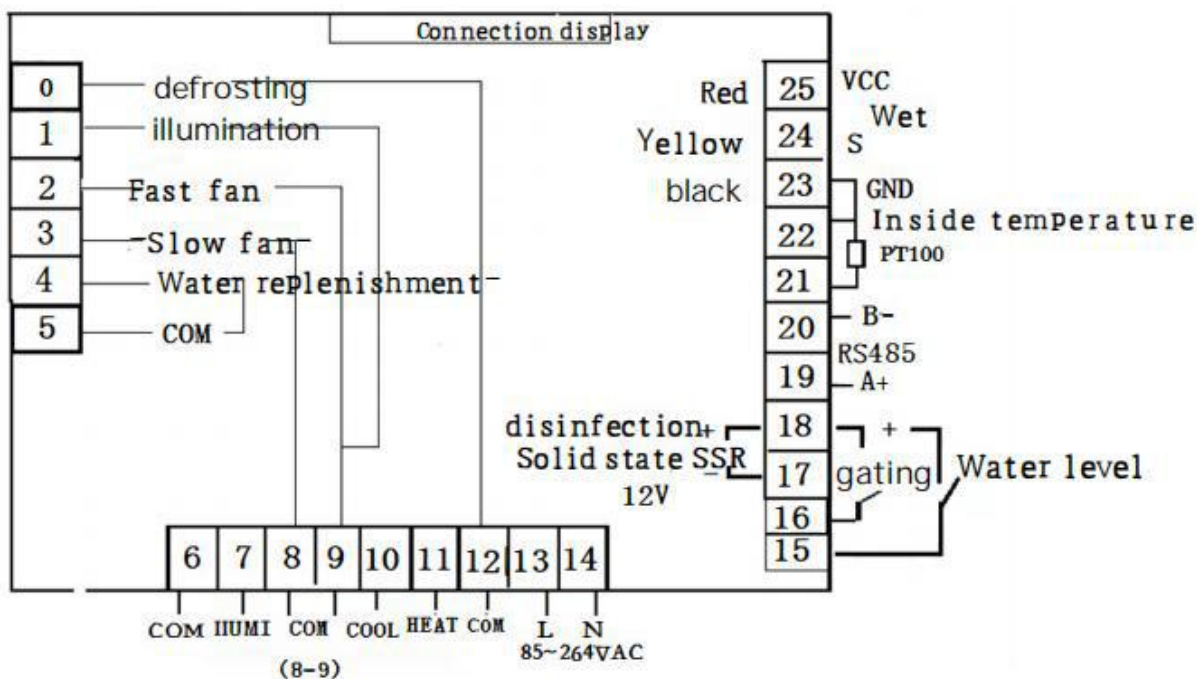 Connection display
0 defrosting
1 illumination
2 Fast fan
3 Slow fan
4 Water replenishment
5 COM
Red 25 VCC
Wet
Yellow 24 S
black 23 GND
Inside temperature
22
PT100
21
20 B-
RS485
19 A+
disinfection + 18 +
Solid state SSR
- 17 gating Water level
12V
16
15
6 7 8 9 10 11 12 13 14
COM HUMI COM COOL HEAT COM L N
85~264VAC
(8-9)